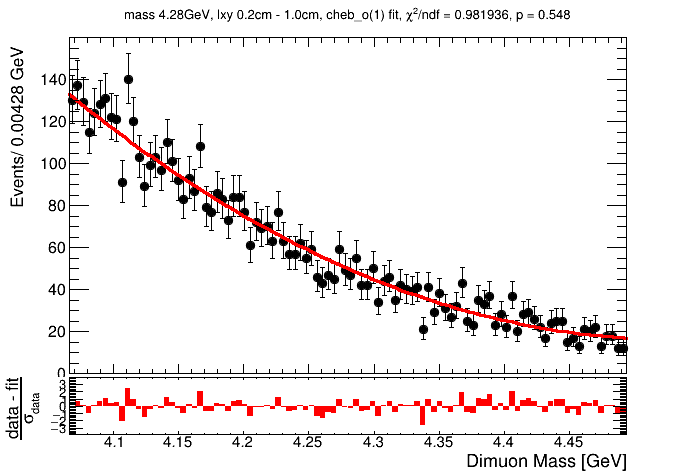 mass 4.28GeV, lxy 0.2cm - 1.0cm, cheb_o(1) fit, χ²/ndf = 0.981936, p = 0.548
Events/ 0.00428 GeV
140
120
100
80
60
40
20
0
data - fit
σdata
3
2
1
0
−1
−2
−3
4.1 4.15 4.2 4.25 4.3 4.35 4.4 4.45
Dimuon Mass [GeV]